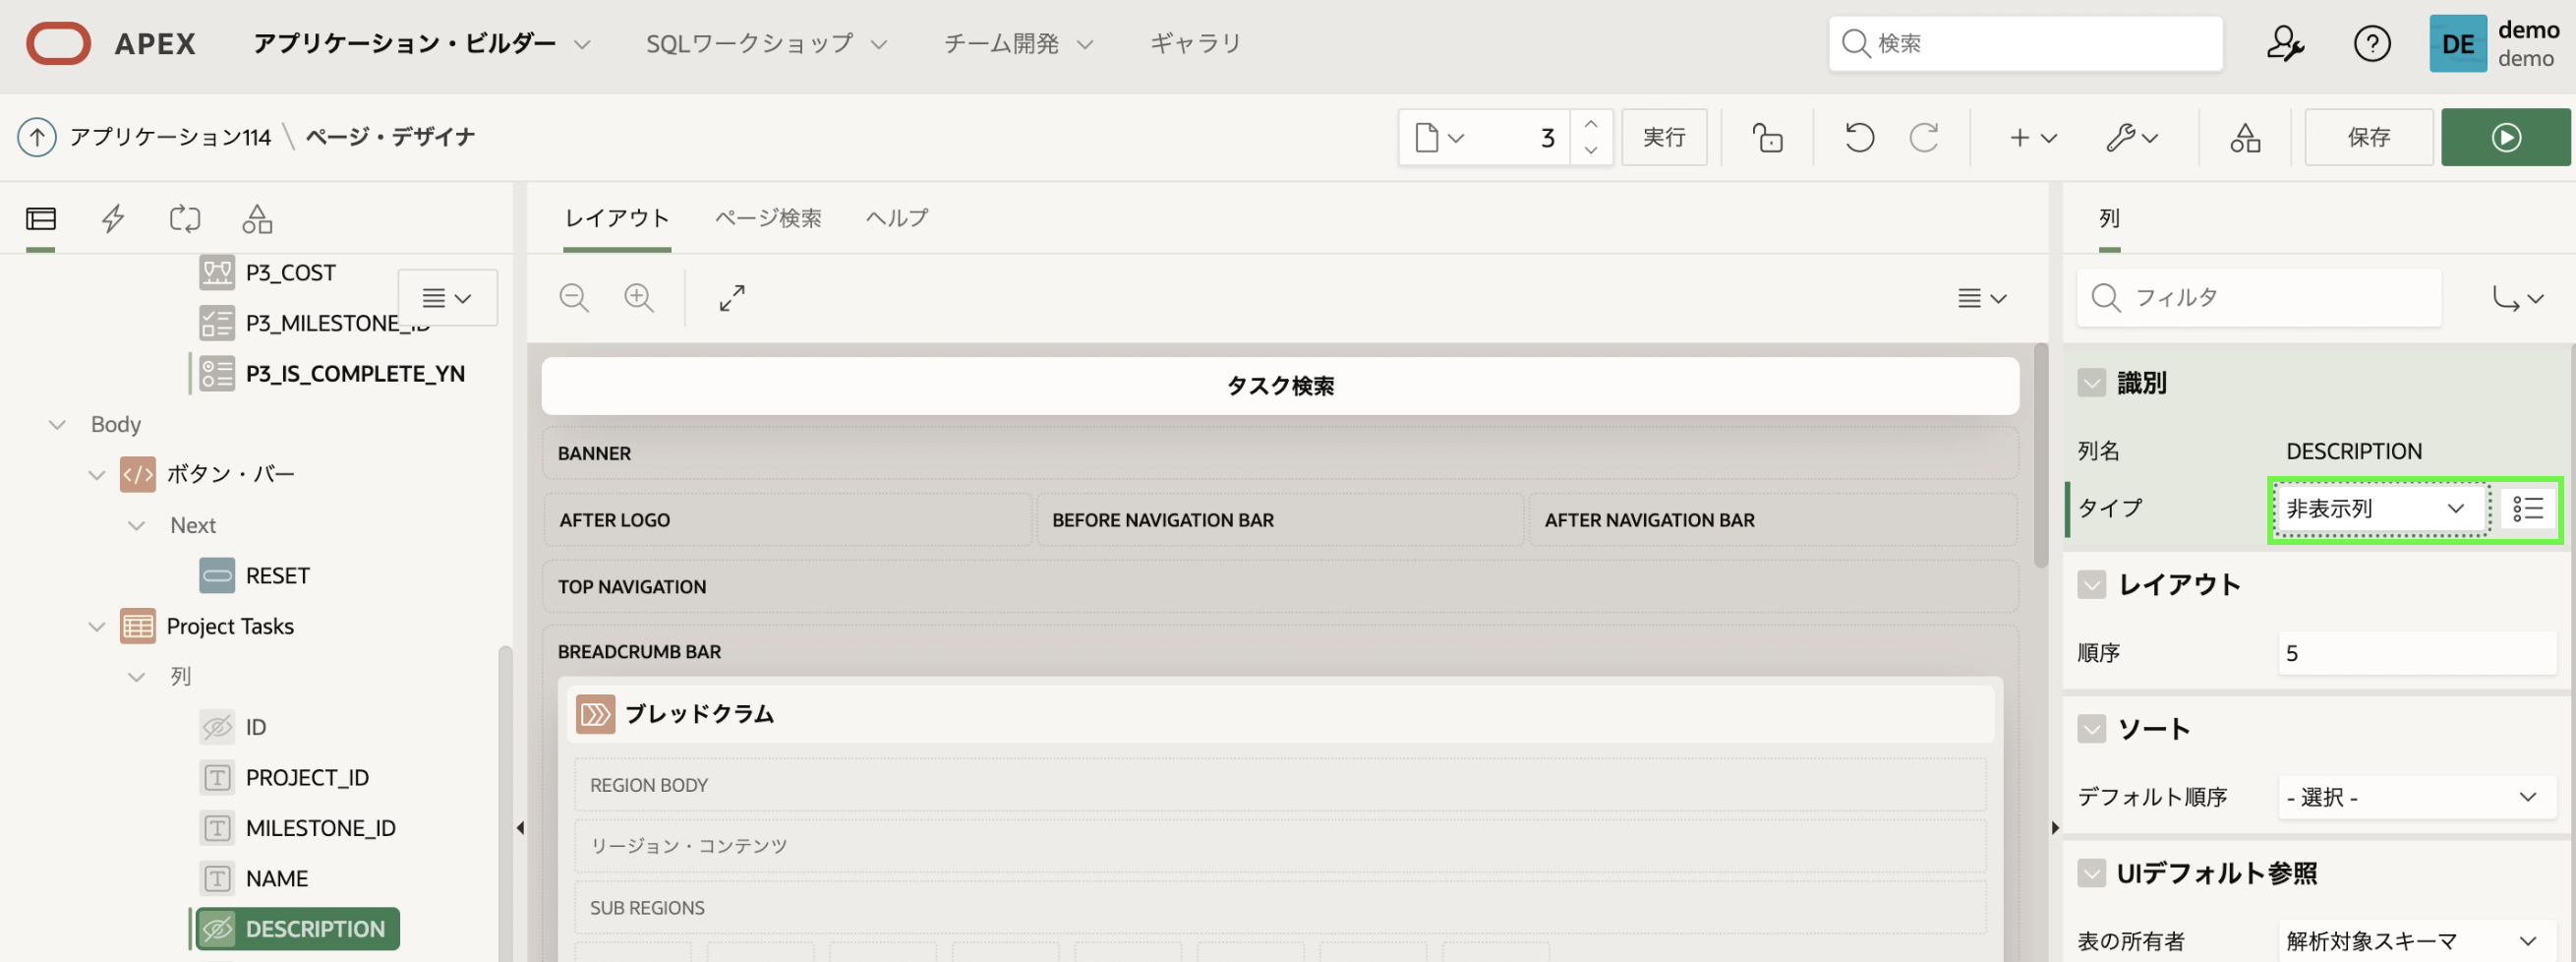 APEX アプリケーション・ビルダー SQLワークショップ チーム開発 ギャラリ 検索 DE demo
demo
アプリケーション114 \ ページ・デザイナ 3 実行 保存
レイアウト ページ検索 ヘルプ 列
P3_COST
P3_MILESTONE_ID
P3_IS_COMPLETE_YN
Body
ボタン・バー
Next
RESET
Project Tasks
列
ID
PROJECT_ID
MILESTONE_ID
NAME
DESCRIPTION
タスク検索
BANNER
AFTER LOGO BEFORE NAVIGATION BAR AFTER NAVIGATION BAR
TOP NAVIGATION
BREADCRUMB BAR
ブレッドクラム
REGION BODY
リージョン・コンテンツ
SUB REGIONS
フィルタ
識別
列名 DESCRIPTION
タイプ 非表示列
レイアウト
順序 5
ソート
デフォルト順序 - 選択 -
UIデフォルト参照
表の所有者 解析対象スキーマ